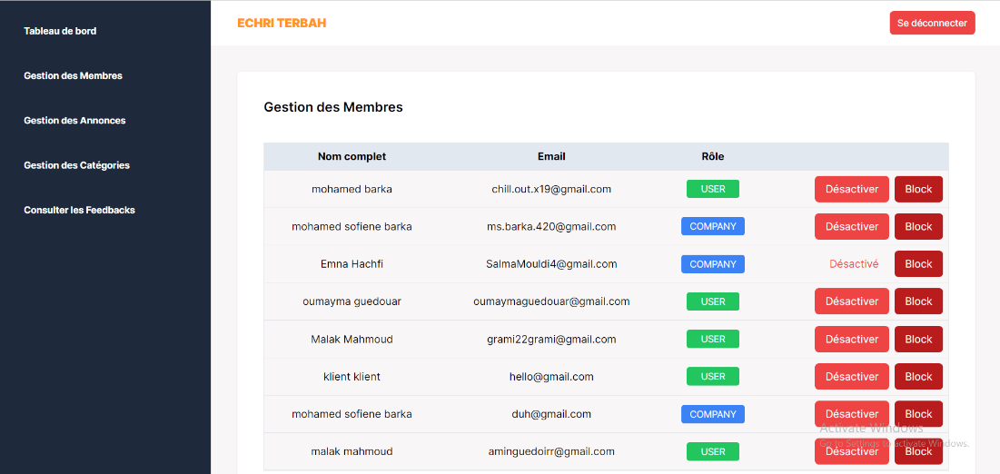 Tableau de bord
Gestion des Membres
Gestion des Annonces
Gestion des Catégories
Consulter les Feedbacks
ECHRI TERBAH
Se déconnecter
Gestion des Membres
Nom complet Email Rôle
mohamed barka chill.out.x19@gmail.com USER Désactiver Block
mohamed sofiene barka ms.barka.420@gmail.com COMPANY Désactiver Block
Emna Hachfi SalmaMouldi4@gmail.com COMPANY Désactivé Block
oumayma guedouar oumaymaguedouar@gmail.com USER Désactiver Block
Malak Mahmoud grami22grami@gmail.com USER Désactiver Block
klient klient hello@gmail.com USER Désactiver Block
mohamed sofiene barka duh@gmail.com COMPANY Désactiver Block
malak mahmoud aminguedoirr@gmail.com USER Désactiver Block
Activate Windows
Go to Settings to activate Windows.